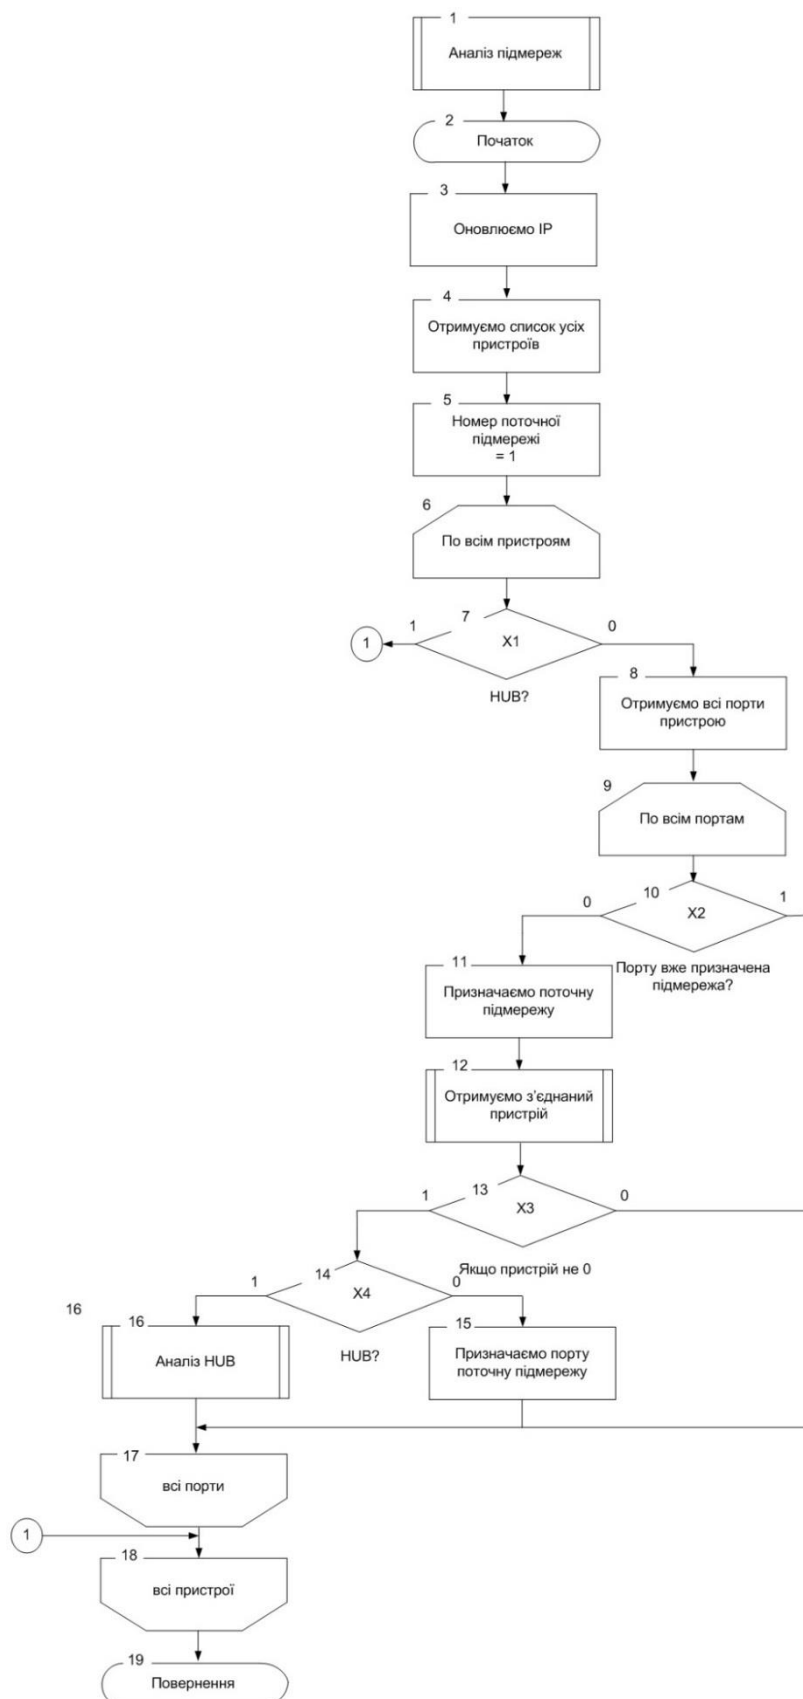 1
Аналіз підмереж
2
Початок
3
Оновлюємо IP
4
Отримуємо список усіх
пристроїв
5
Номер поточної
підмережі
= 1
6
По всім пристроям
7
1
0
1
X1
HUB?
8
Отримуємо всі порти
пристрою
9
По всім портам
10
0
1
X2
Порту вже призначена
підмережа?
11
Призначаємо поточну
підмережу
12
Отримуємо з’єднаний
пристрій
13
1
0
X3
Якщо пристрій не 0
14
1
0
X4
HUB?
16
16
Аналіз HUB
15
Призначаємо порту
поточну підмережу
17
всі порти
1
18
всі пристрої
19
Повернення